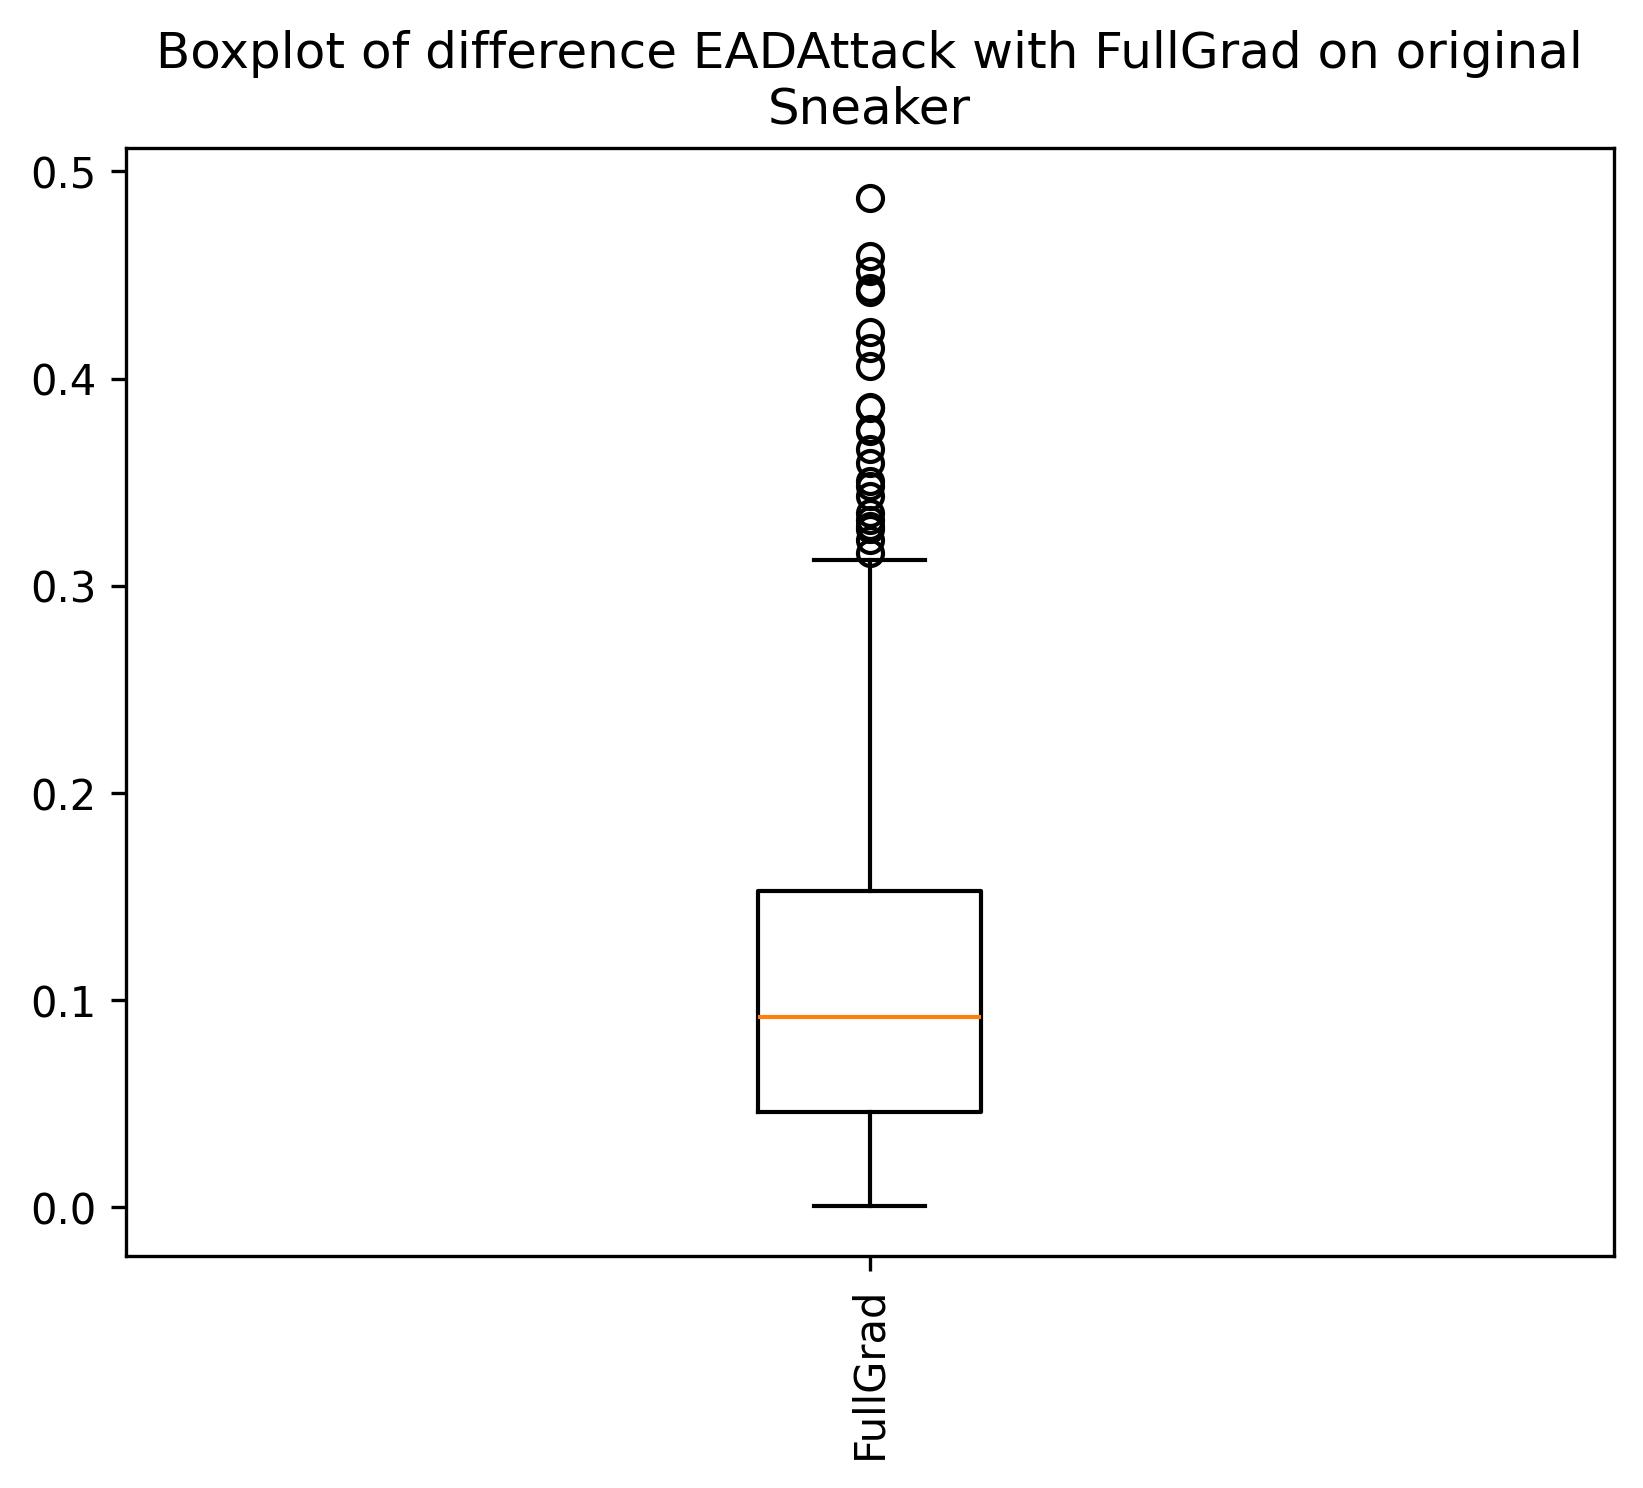 Boxplot of difference EADAttack with FullGrad on original
Sneaker
0.5
0.4
0.3
0.2
0.1
0.0
FullGrad